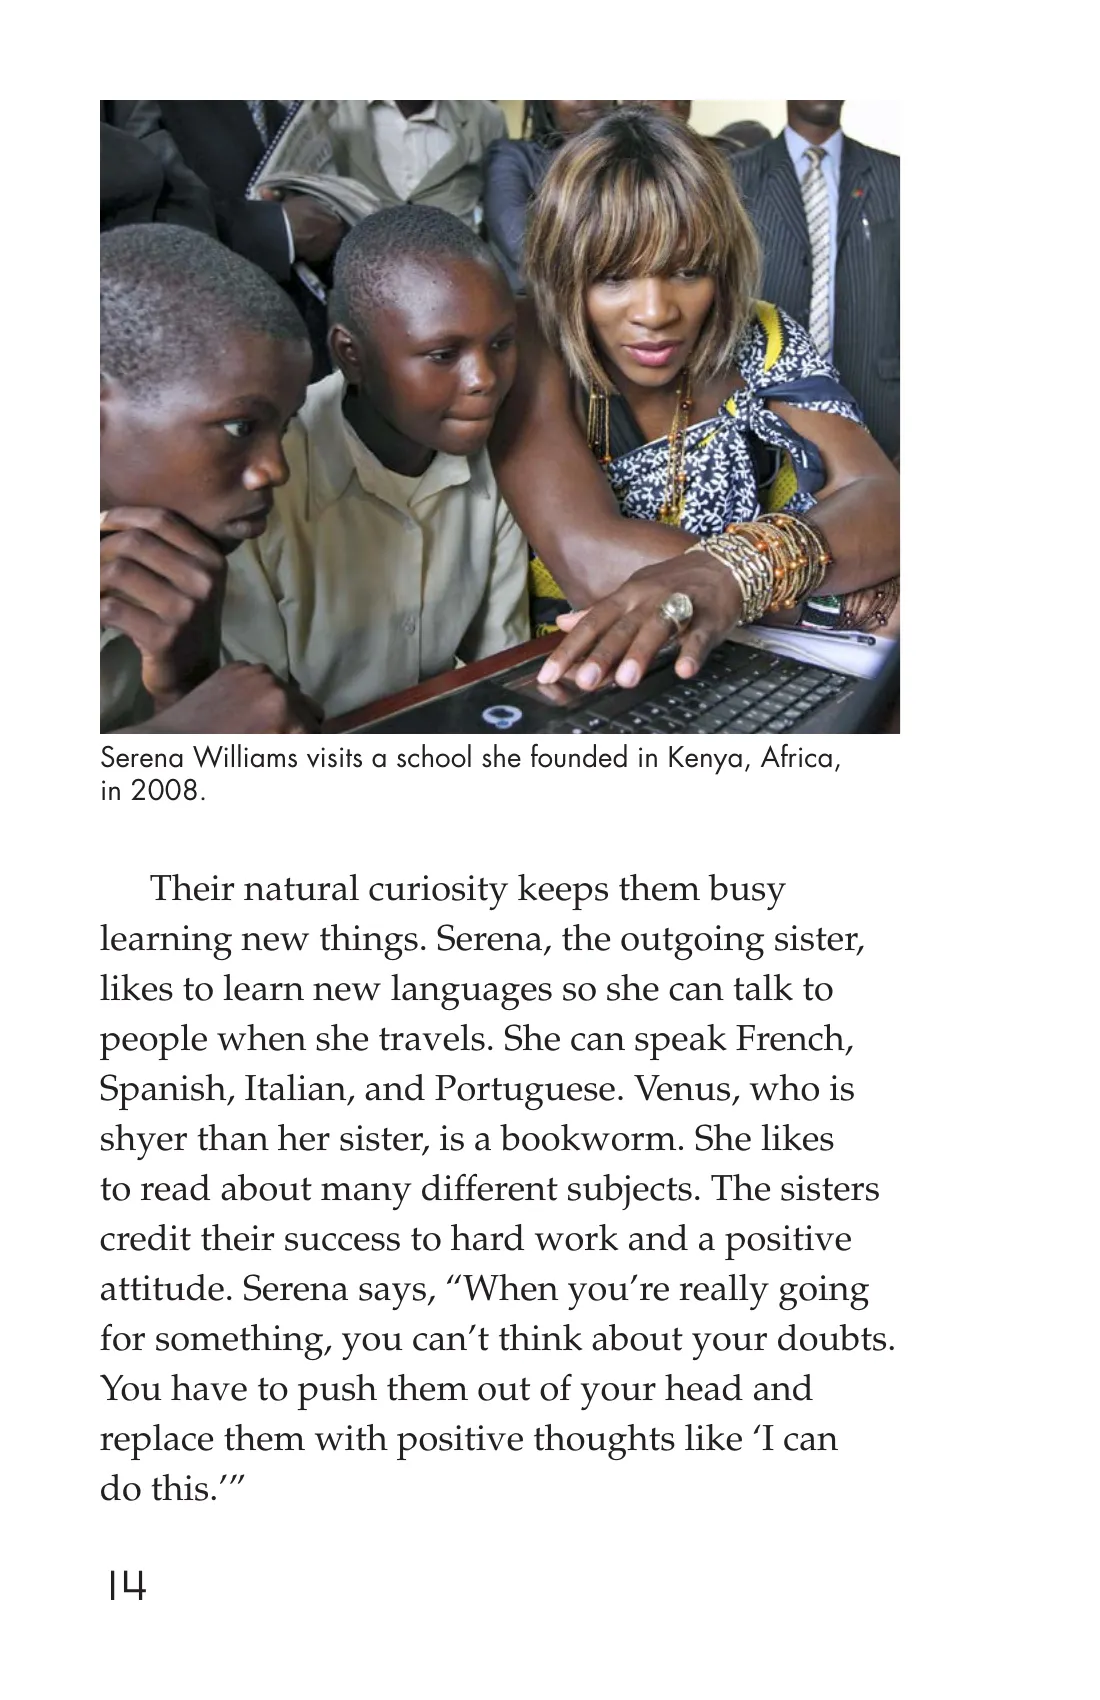 Serena Williams visits a school she founded in Kenya, Africa,
in 2008.
Their natural curiosity keeps them busy
learning new things. Serena, the outgoing sister,
likes to learn new languages so she can talk to
people when she travels. She can speak French,
Spanish, Italian, and Portuguese. Venus, who is
shyer than her sister, is a bookworm. She likes
to read about many different subjects. The sisters
credit their success to hard work and a positive
attitude. Serena says, “When you’re really going
for something, you can’t think about your doubts.
You have to push them out of your head and
replace them with positive thoughts like ‘I can
do this.’”
14